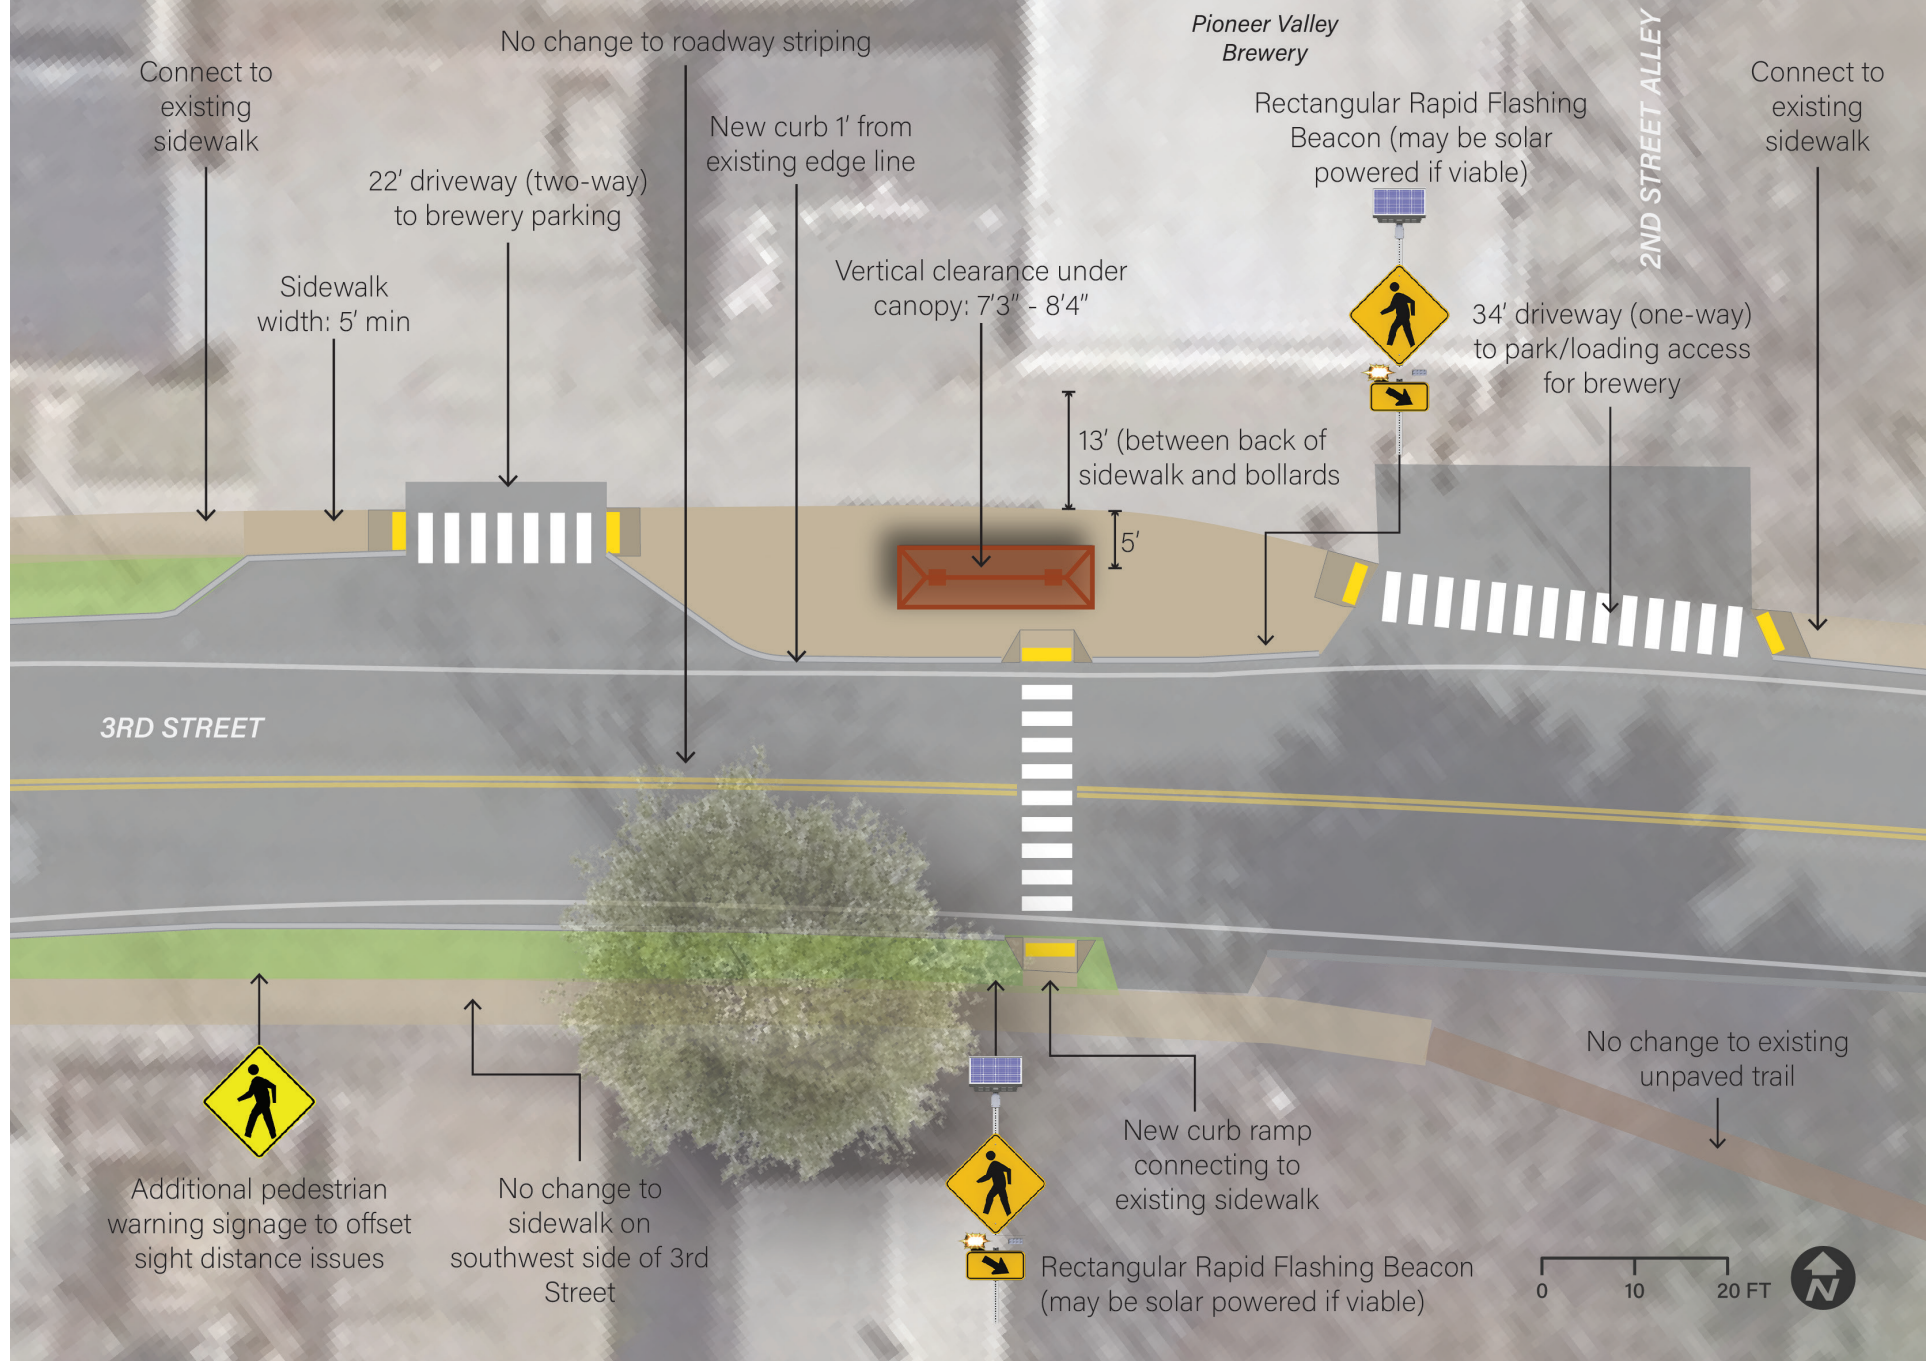 Pioneer Valley
Brewery
No change to roadway striping
Connect to
existing
sidewalk
2ND STREET ALLEY
Connect to
existing
sidewalk
Rectangular Rapid Flashing
Beacon (may be solar
powered if viable)
New curb 1’ from
existing edge line
22’ driveway (two-way)
to brewery parking
Vertical clearance under
canopy: 7’3” - 8’4”
Sidewalk
width: 5’ min
34’ driveway (one-way)
to park/loading access
for brewery
13’ (between back of
sidewalk and bollards
5’
3RD STREET
No change to existing
unpaved trail
New curb ramp
connecting to
existing sidewalk
Additional pedestrian
warning signage to offset
sight distance issues
No change to
sidewalk on
southwest side of 3rd
Street
Rectangular Rapid Flashing Beacon
(may be solar powered if viable)
0 10 20 FT
N